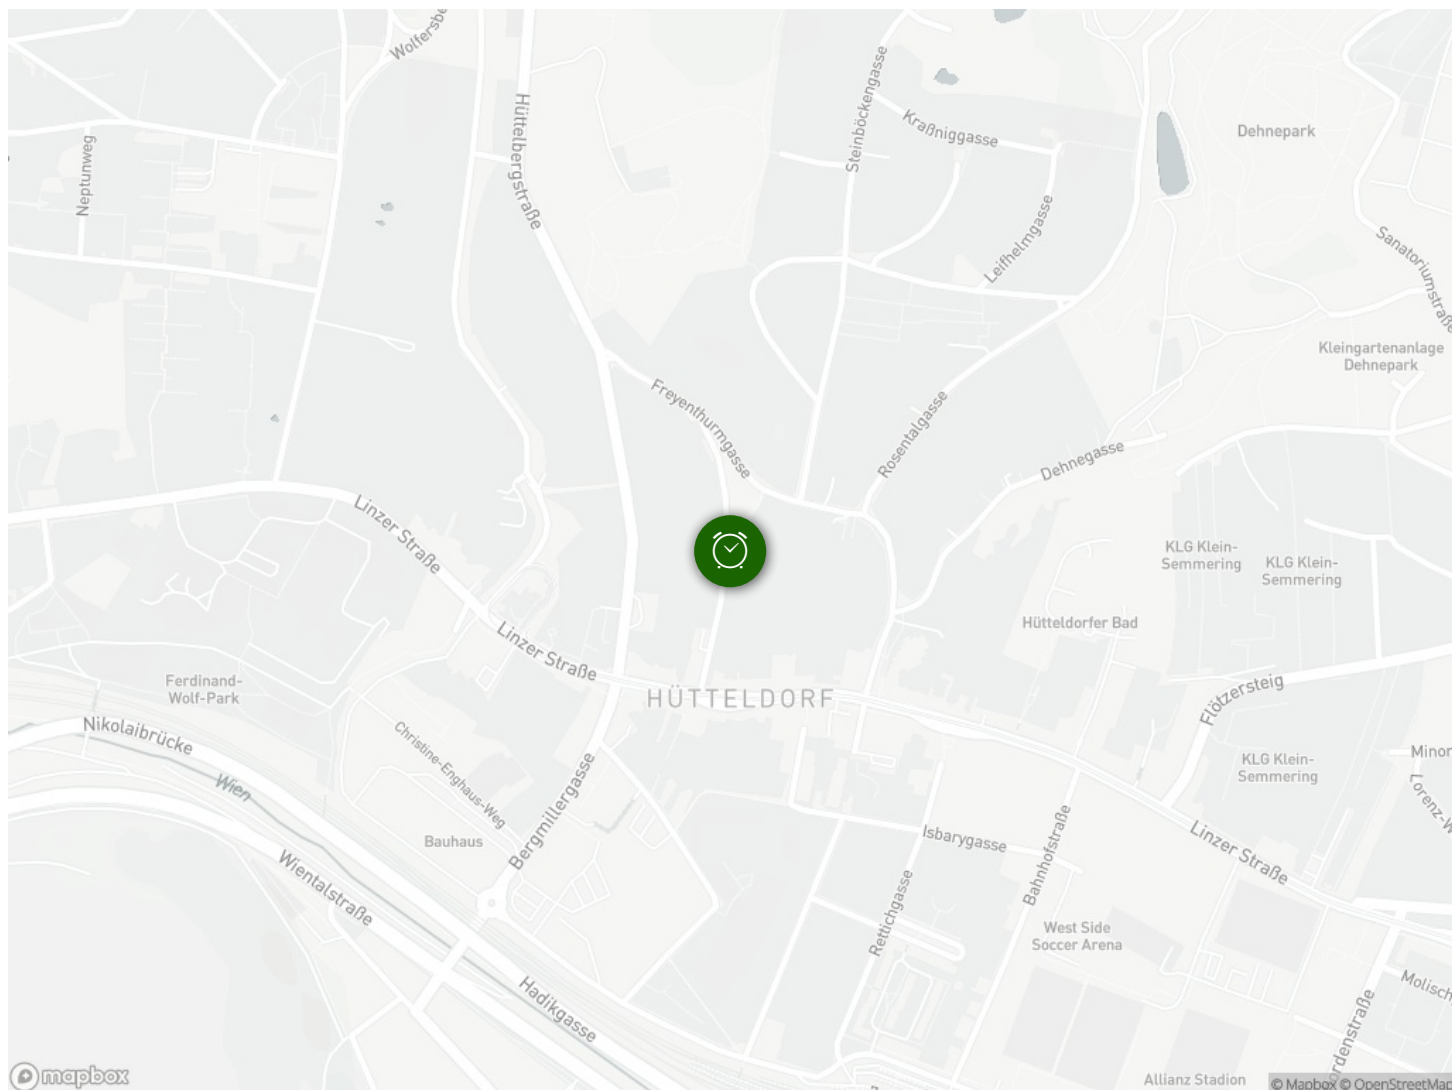 Wolfersbe
Hüttelbergstraße
Steinböckengasse
Kraßniggasse
Dehnepark
Neptunweg
Leifhelmgasse
Sanatoriumstraße
Kleingartenanlage
Dehnepark
Freyenthurmgasse
Rosentalgasse
Dehnegasse
Linzer Straße
KLG Klein-
Semmering
KLG Klein-
Semmering
Hütteldorfer Bad
Linzer Straße
Ferdinand-
Wolf-Park
HÜTTELDORF
Flötzersteig
Nikolaibrücke
Christine-Enghaus-Weg
Wien
KLG Klein-
Semmering
Minor
Lorenz-W
Bergmillergasse
Bauhaus
Isbarygasse
Bahnhofstraße
Linzer Straße
Wientalstraße
Rettichgasse
West Side
Soccer Arena
Hadikgasse
Molisch
rdenstraße
Allianz Stadion
mapbox
© Mapbox © OpenStreetMap